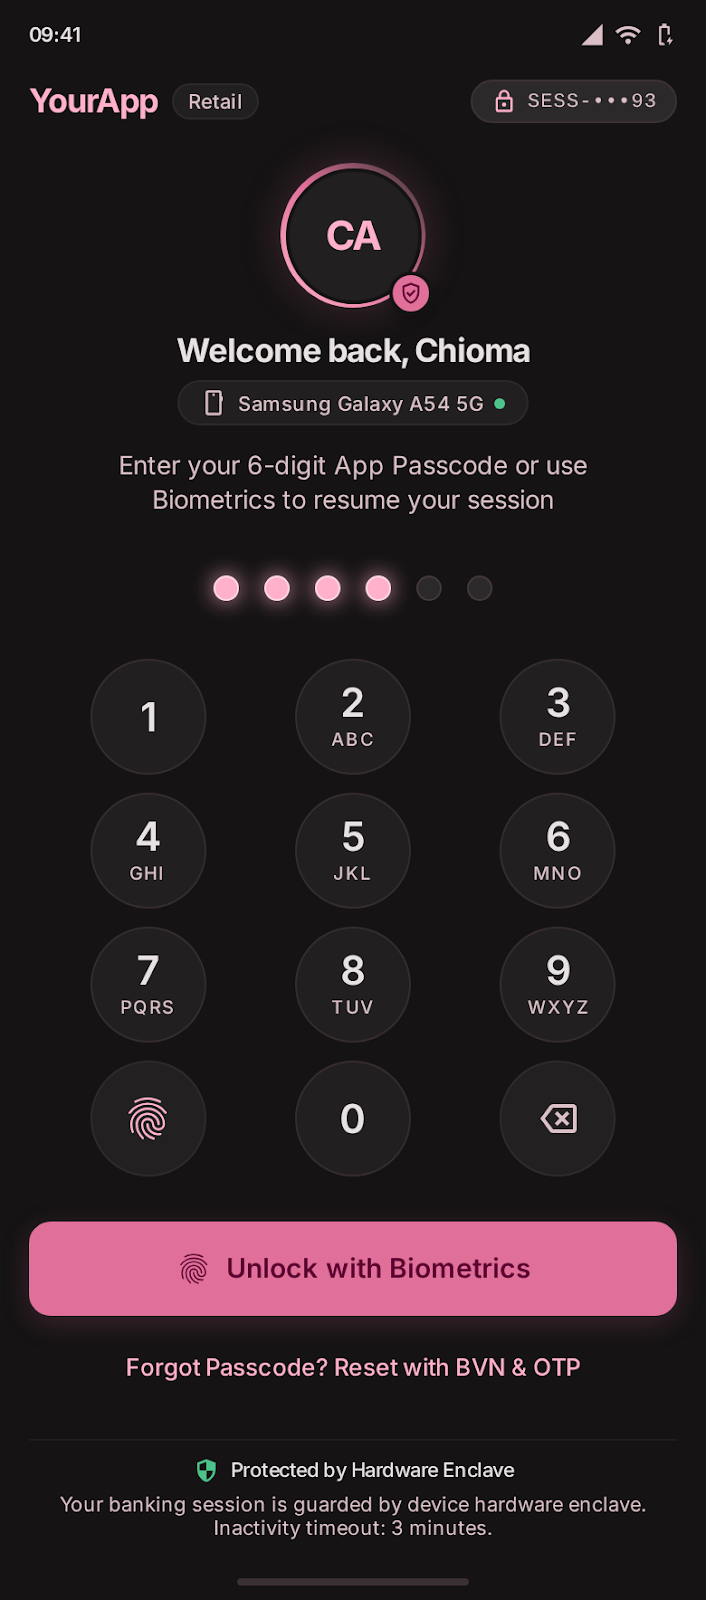 09:41
YourApp
Retail
SESS-•••93
CA
Welcome back, Chioma
Samsung Galaxy A54 5G
Enter your 6-digit App Passcode or use
Biometrics to resume your session
1
2
ABC
3
DEF
4
GHI
5
JKL
6
MNO
7
PQRS
8
TUV
9
WXYZ
0
Unlock with Biometrics
Forgot Passcode? Reset with BVN & OTP
Protected by Hardware Enclave
Your banking session is guarded by device hardware enclave.
Inactivity timeout: 3 minutes.